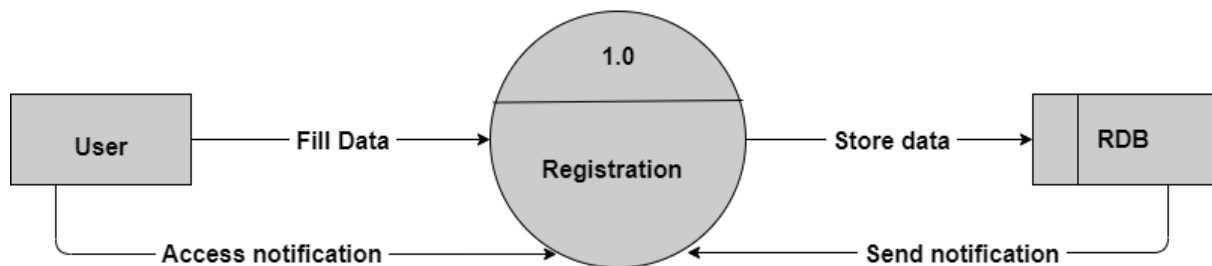 1.0
User
Fill Data
Registration
Store data
RDB
Access notification
Send notification